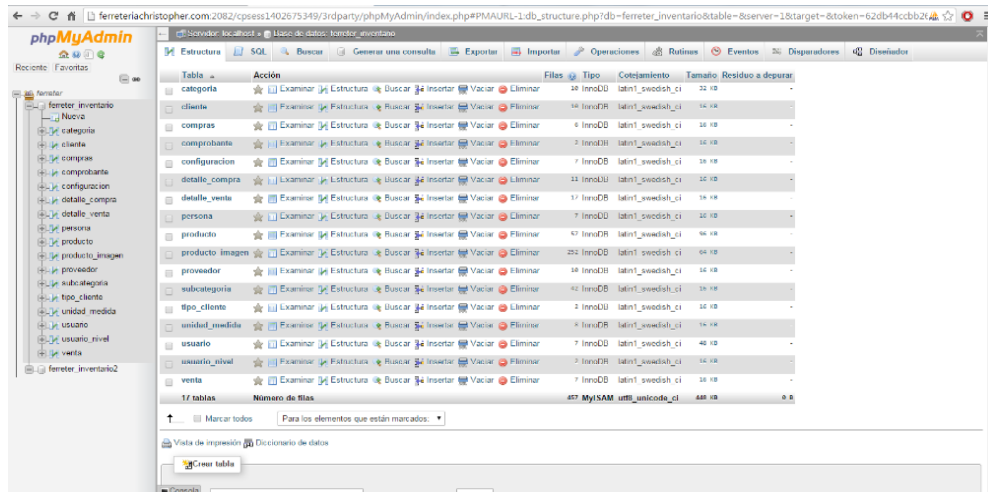 ferreteriachristopher.com:2082/cpsess1402675349/3rdparty/phpMyAdmin/index.php#PMAURL-1:db_structure.php?db=ferreter_inventario&table=&server=1&target=&token=62db44ccbb26
phpMyAdmin
Reciente Favoritas
ferreter
ferreter_inventario
Nueva
categoria
cliente
compras
comprobante
configuracion
detalle_compra
detalle_venta
persona
producto
producto_imagen
proveedor
subcategoria
tipo_cliente
unidad_medida
usuario
usuario_nivel
venta
ferreter_inventario2
Servidor: localhost » Base de datos: ferreter_inventario
Estructura SQL Buscar Generar una consulta Exportar Importar Operaciones Rutinas Eventos Disparadores Diseñador
Tabla Acción Filas Tipo Cotejamiento Tamaño Residuo a depurar
categoria Examinar Estructura Buscar Insertar Vaciar Eliminar 10 InnoDB latin1_swedish_ci 32 KB -
cliente Examinar Estructura Buscar Insertar Vaciar Eliminar 10 InnoDB latin1_swedish_ci 16 KB -
compras Examinar Estructura Buscar Insertar Vaciar Eliminar 6 InnoDB latin1_swedish_ci 16 KB -
comprobante Examinar Estructura Buscar Insertar Vaciar Eliminar 2 InnoDB latin1_swedish_ci 16 KB -
configuracion Examinar Estructura Buscar Insertar Vaciar Eliminar 7 InnoDB latin1_swedish_ci 16 KB -
detalle_compra Examinar Estructura Buscar Insertar Vaciar Eliminar 11 InnoDB latin1_swedish_ci 16 KB -
detalle_venta Examinar Estructura Buscar Insertar Vaciar Eliminar 17 InnoDB latin1_swedish_ci 16 KB -
persona Examinar Estructura Buscar Insertar Vaciar Eliminar 7 InnoDB latin1_swedish_ci 16 KB -
producto Examinar Estructura Buscar Insertar Vaciar Eliminar 57 InnoDB latin1_swedish_ci 96 KB -
producto_imagen Examinar Estructura Buscar Insertar Vaciar Eliminar 252 InnoDB latin1_swedish_ci 64 KB -
proveedor Examinar Estructura Buscar Insertar Vaciar Eliminar 10 InnoDB latin1_swedish_ci 16 KB -
subcategoria Examinar Estructura Buscar Insertar Vaciar Eliminar 42 InnoDB latin1_swedish_ci 16 KB -
tipo_cliente Examinar Estructura Buscar Insertar Vaciar Eliminar 2 InnoDB latin1_swedish_ci 16 KB -
unidad_medida Examinar Estructura Buscar Insertar Vaciar Eliminar InnoDB latin1_swedish_ci 16 KB -
usuario Examinar Estructura Buscar Insertar Vaciar Eliminar 7 InnoDB latin1_swedish_ci 48 KB -
usuario_nivel Examinar Estructura Buscar Insertar Vaciar Eliminar InnoDB latin1_swedish_ci 16 KB -
venta Examinar Estructura Buscar Insertar Vaciar Eliminar 7 InnoDB latin1_swedish_ci 16 KB -
17 tablas Número de filas 457 MyISAM utf8_unicode_ci 448 KB 0 B
Marcar todos Para los elementos que están marcados:
Vista de impresión Diccionario de datos
Crear tabla
Consola